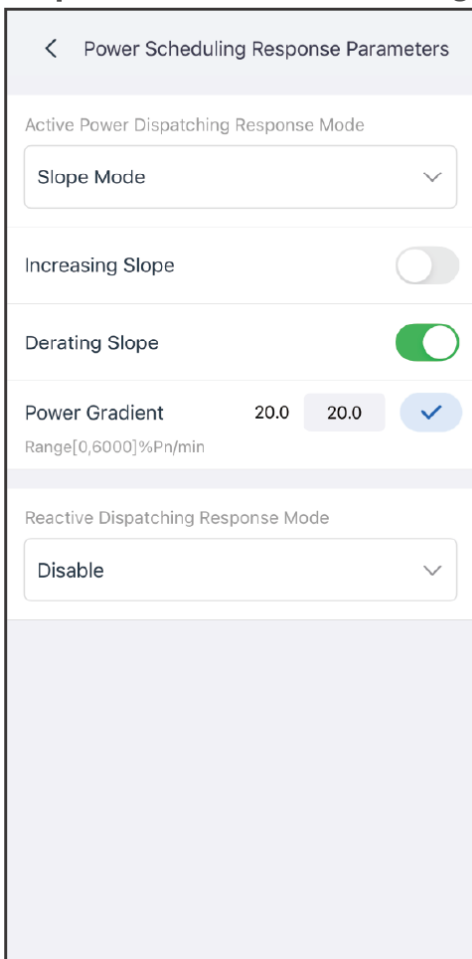 Power Scheduling Response Parameters
Active Power Dispatching Response Mode
Slope Mode
Increasing Slope
Derating Slope
Power Gradient 20.0 20.0
Range[0,6000]%Pn/min
Reactive Dispatching Response Mode
Disable